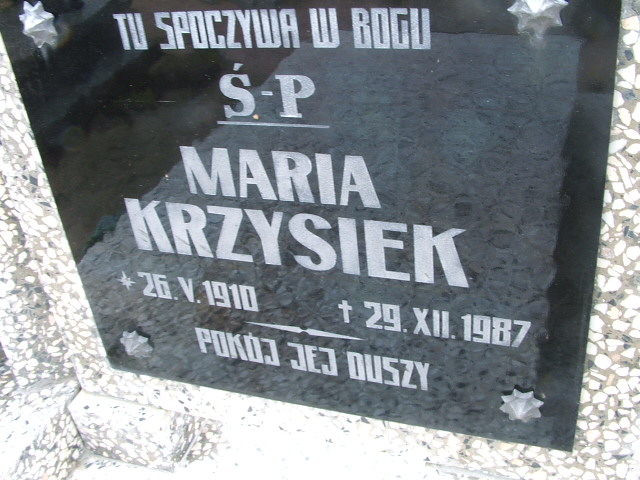 TU SPOCZYWA W BOGU
Ś-P
MARIA
KRZYSIEK
* 26.V.1910 † 29.XII.1987
POKÓJ JEJ DUSZY